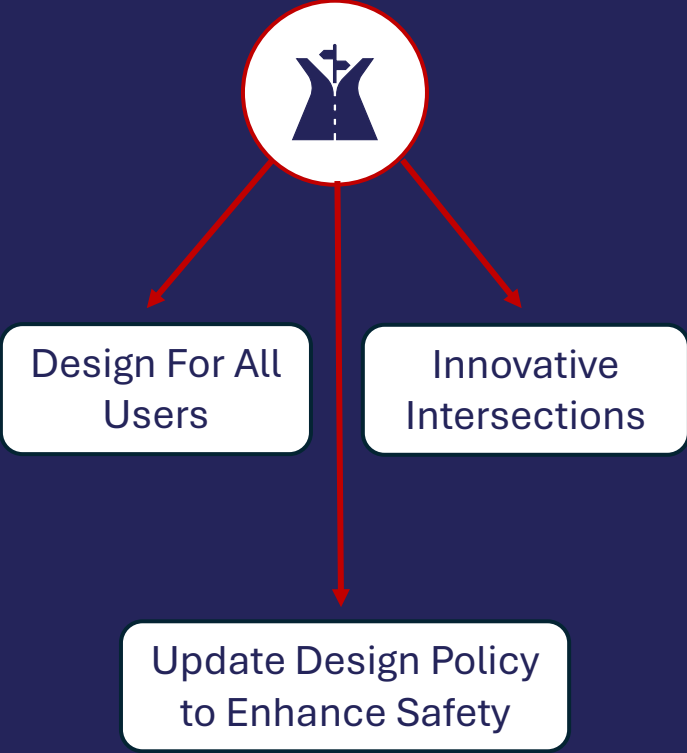 Design For All
Users
Innovative
Intersections
Update Design Policy
to Enhance Safety